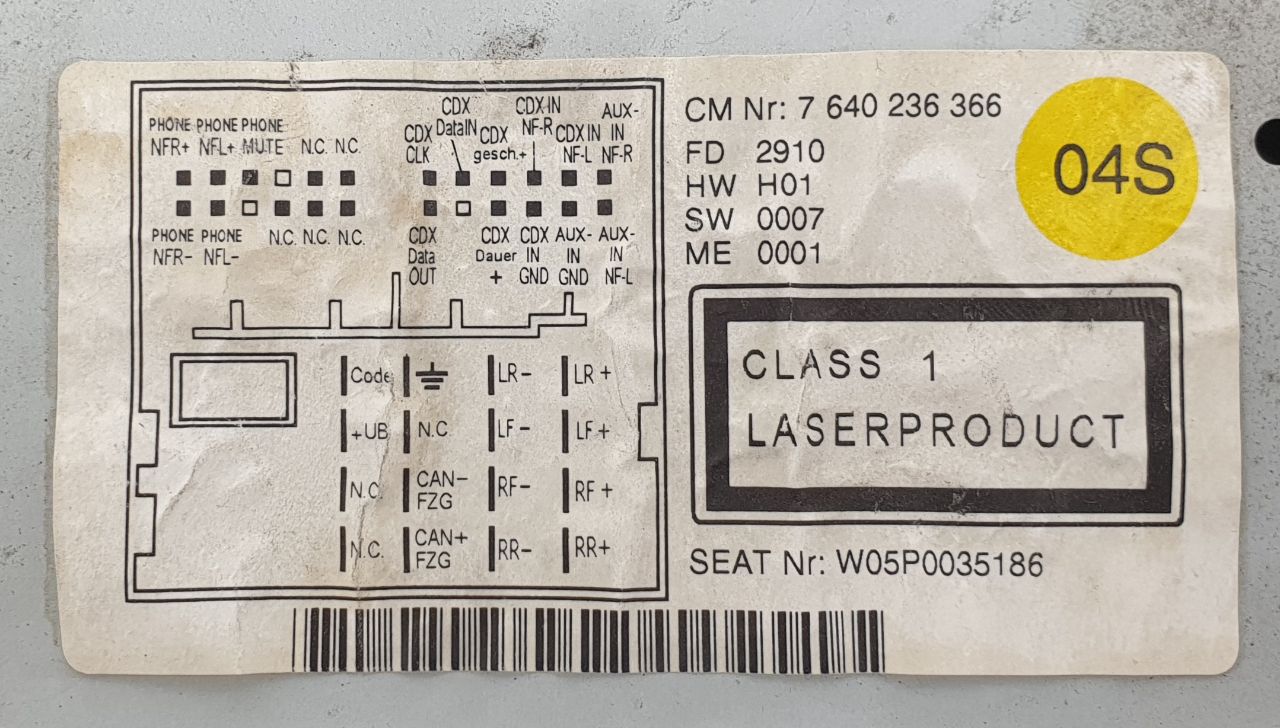 PHONE PHONE PHONE
NFR+ NFL+ MUTE N.C. N.C.
PHONE PHONE N.C. N.C. N.C.
NFR- NFL-
CDX
CLK
CDX
DataIN
CDX
gesch.+
CDX IN
NF-R
CDX IN
NF-L
AUX-
IN
NF-R
CDX
Data
OUT
CDX
Dauer
+
CDX
IN
GND
AUX-
IN
GND
AUX-
IN
NF-L
Code LR- LR+
+UB N.C. LF- LF+
N.C. CAN-
FZG RF- RF+
N.C. CAN+
FZG RR- RR+
CM Nr: 7 640 236 366
FD 2910
HW H01
SW 0007
ME 0001
04S
CLASS 1
LASERPRODUCT
SEAT Nr: W05P0035186